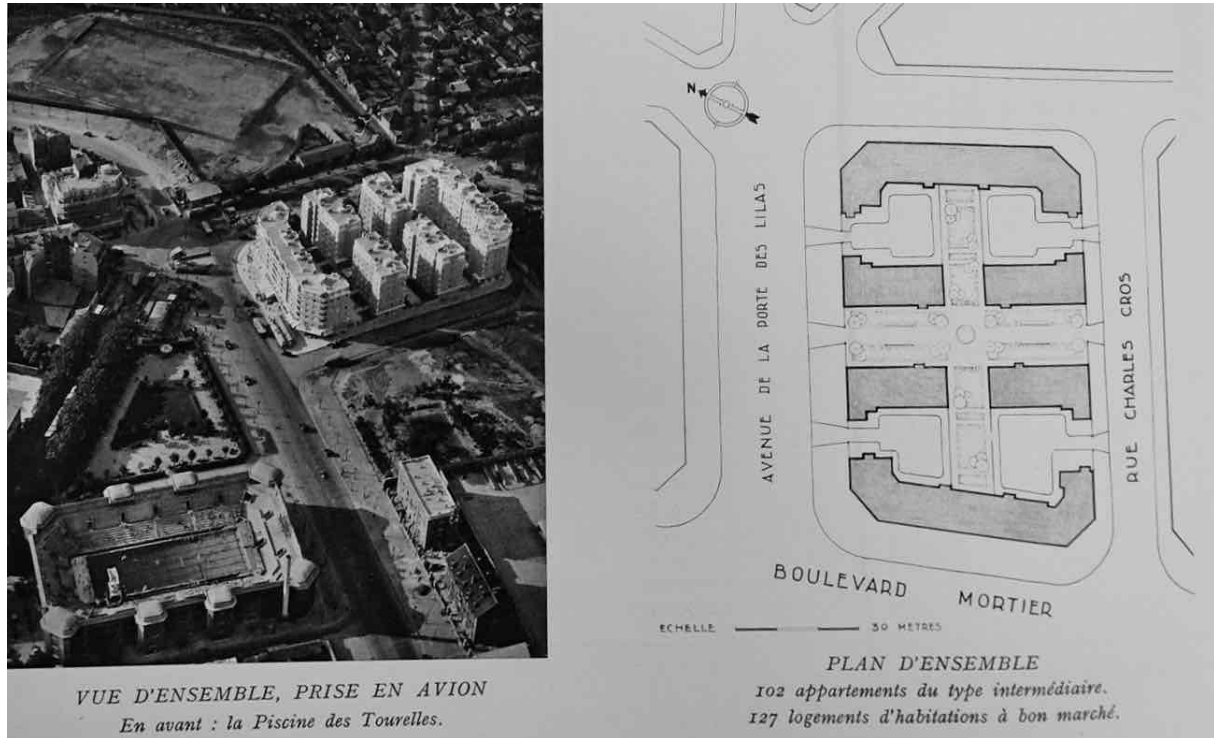 VUE D'ENSEMBLE, PRISE EN AVION
En avant : la Piscine des Tourelles.
N
AVENUE DE LA PORTE DES LILAS
RUE CHARLES CROS
BOULEVARD MORTIER
ECHELLE 30 METRES
PLAN D'ENSEMBLE
102 appartements du type intermédiaire.
127 logements d'habitations à bon marché.